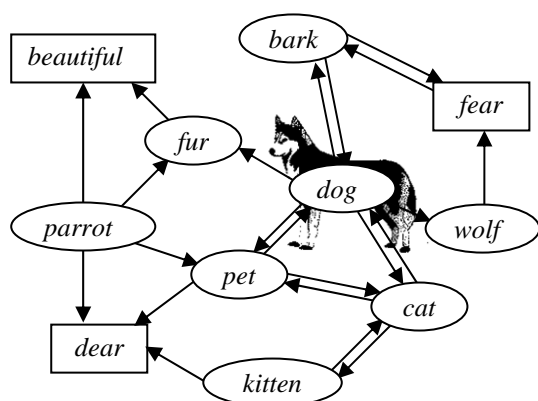 bark
beautiful
fear
fur
dog
parrot
wolf
pet
cat
dear
kitten